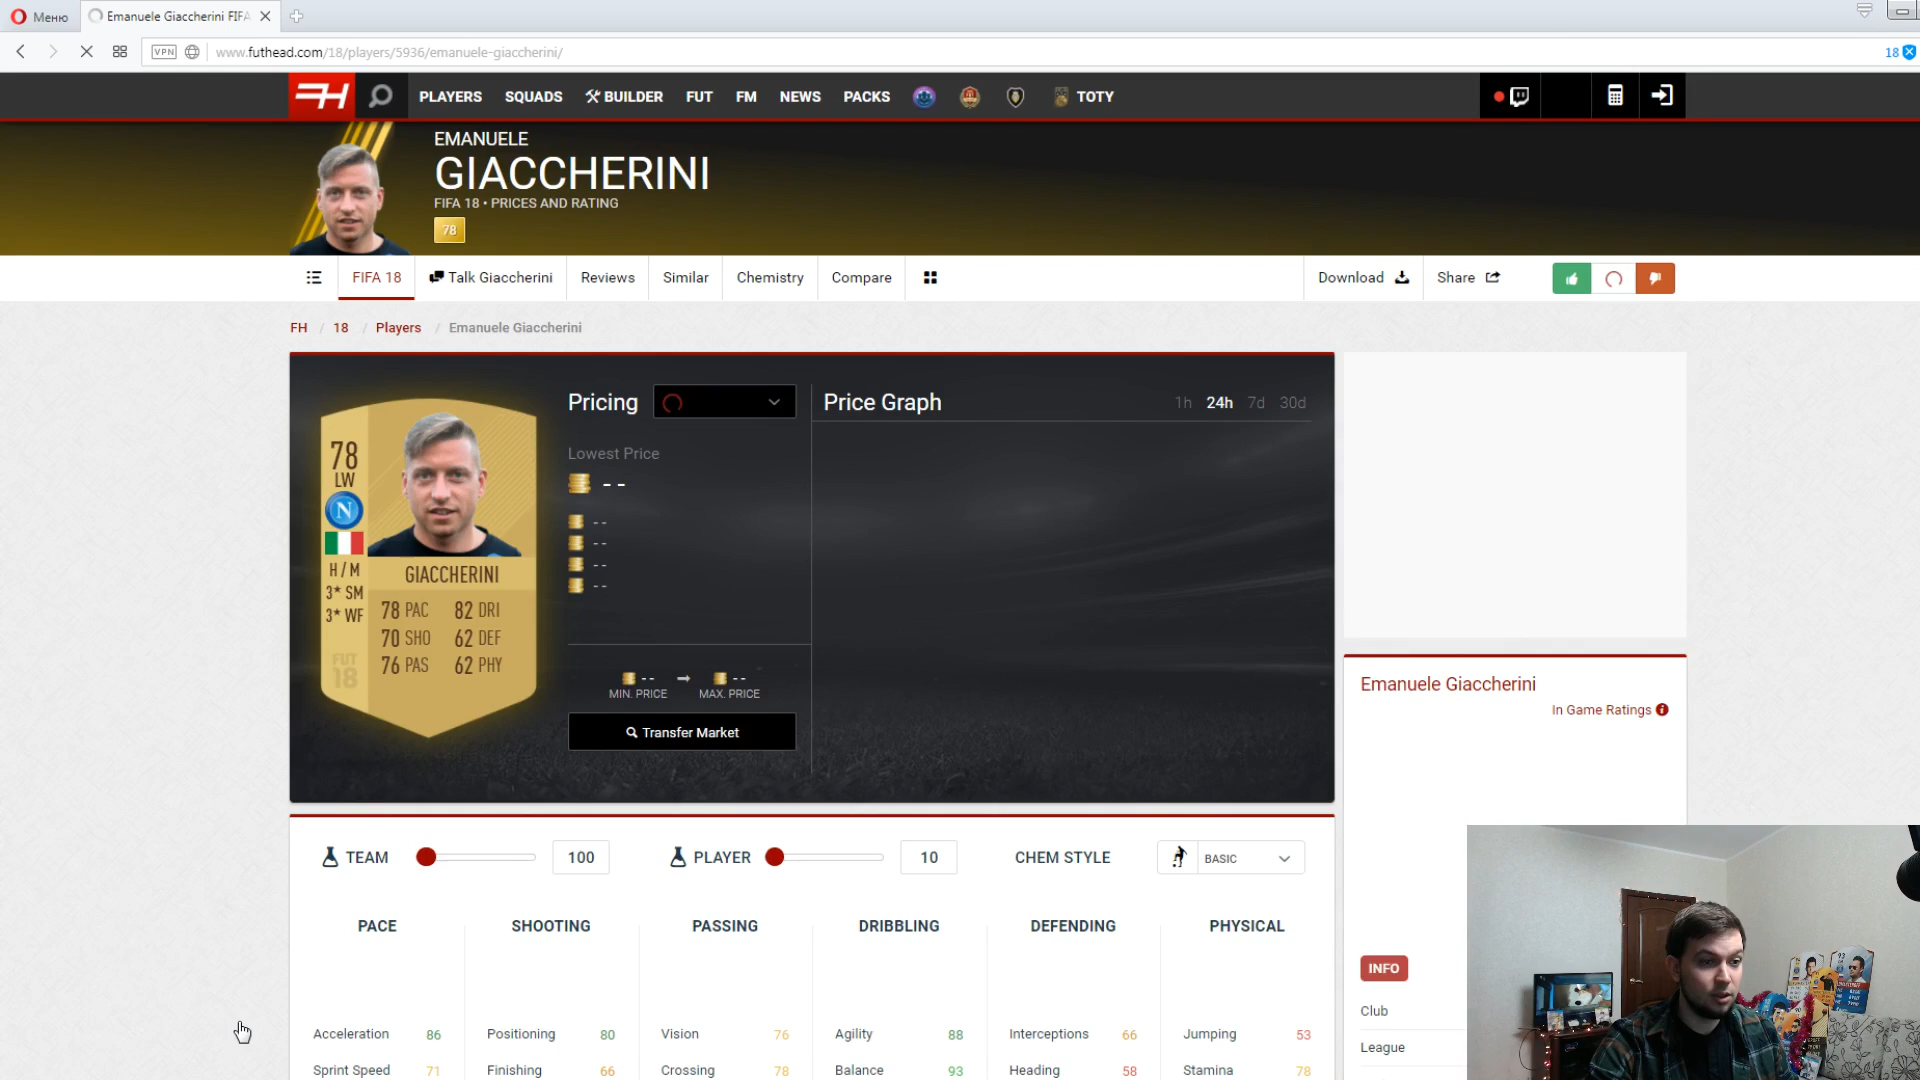 Меню
Emanuele Giaccherini FIFA
VPN
www.futhead.com/18/players/5936/emanuele-giaccherini/
18
FH
PLAYERS
SQUADS
BUILDER
FUT
FM
NEWS
PACKS
TOTY
EMANUELE
GIACCHERINI
FIFA 18 • PRICES AND RATING
78
FIFA 18
Talk Giaccherini
Reviews
Similar
Chemistry
Compare
Download
Share
FH / 18 / Players / Emanuele Giaccherini
78
LW
N
H / M
3* SM
3* WF
FUT
18
GIACCHERINI
78 PAC 82 DRI
70 SHO 62 DEF
76 PAS 62 PHY
Pricing
Lowest Price
--
--
--
--
--
-- --
MIN. PRICE MAX. PRICE
Transfer Market
Price Graph
1h 24h 7d 30d
Emanuele Giaccherini
In Game Ratings
INFO
Club
League
TEAM 100
PLAYER 10
CHEM STYLE BASIC
PACE SHOOTING PASSING DRIBBLING DEFENDING PHYSICAL
Acceleration 86 Positioning 80 Vision 76 Agility 88 Interceptions 66 Jumping 53
Sprint Speed 71 Finishing 66 Crossing 78 Balance 93 Heading 58 Stamina 78